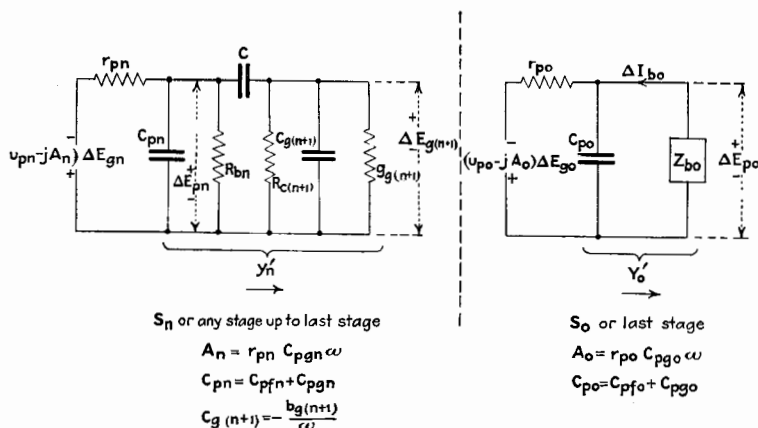 C
r_pn
C_pn
ΔE_pn
+
-
R_bn
C_g(n+1)
R_c(n+1)
g_g(n+1)
+
ΔE_g(n+1)
-
-
υ_pn-jA_n) ΔE_gn
+
y_n'
S_n or any stage up to last stage
A_n = r_pn C_pgn ω
C_pn = C_pfn + C_pgn
C_g(n+1) = - b_g(n+1)/ω
r_po
ΔI_bo
C_po
-
(υ_po-jA_o)ΔE_go
+
Z_bo
+
ΔE_po
-
Y_o'
S_o or last stage
A_o = r_po C_pgo ω
C_po = C_pfo + C_pgo